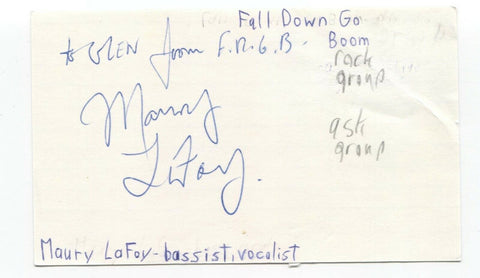 Fall Down Go
Boom
to GLEN from F.D.G.B-
rock
group
Maury
LaFoy.
ask
group
Maury LaFoy-bassist, vocalist